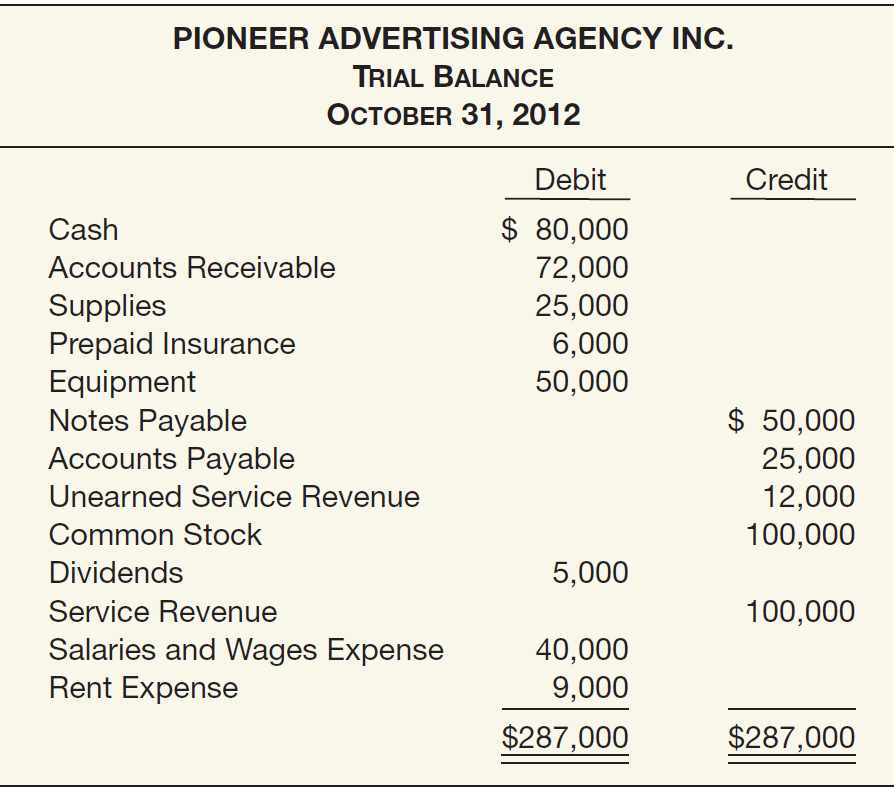 PIONEER ADVERTISING AGENCY INC.
TRIAL BALANCE
OCTOBER 31, 2012
Debit Credit
Cash $ 80,000
Accounts Receivable 72,000
Supplies 25,000
Prepaid Insurance 6,000
Equipment 50,000
Notes Payable $ 50,000
Accounts Payable 25,000
Unearned Service Revenue 12,000
Common Stock 100,000
Dividends 5,000
Service Revenue 100,000
Salaries and Wages Expense 40,000
Rent Expense 9,000
$287,000 $287,000